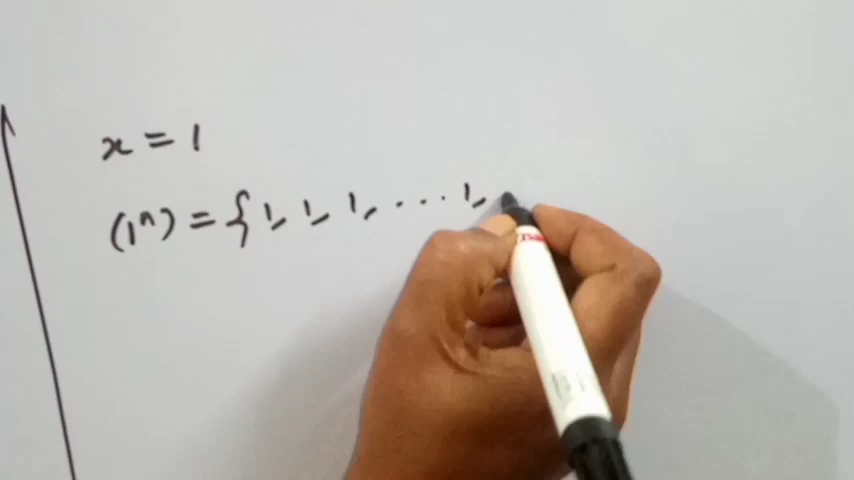 x = 1
(1ⁿ) = { 1, 1, 1, . . . 1,